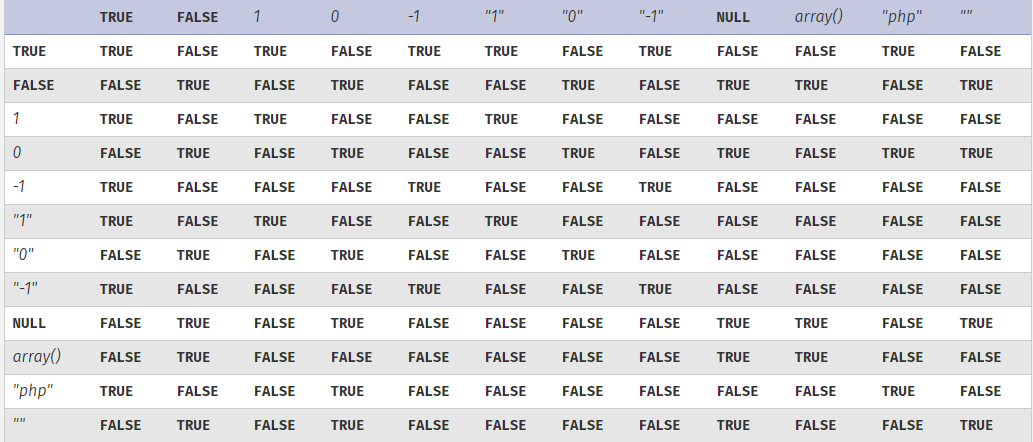 TRUE FALSE 1 0 -1 "1" "0" "-1" NULL array() "php" ""
TRUE TRUE FALSE TRUE FALSE TRUE TRUE FALSE TRUE FALSE FALSE TRUE FALSE
FALSE FALSE TRUE FALSE TRUE FALSE FALSE TRUE FALSE TRUE TRUE FALSE TRUE
1 TRUE FALSE TRUE FALSE FALSE TRUE FALSE FALSE FALSE FALSE FALSE FALSE
0 FALSE TRUE FALSE TRUE FALSE FALSE TRUE FALSE TRUE FALSE TRUE TRUE
-1 TRUE FALSE FALSE FALSE TRUE FALSE FALSE TRUE FALSE FALSE FALSE FALSE
"1" TRUE FALSE TRUE FALSE FALSE TRUE FALSE FALSE FALSE FALSE FALSE FALSE
"0" FALSE TRUE FALSE TRUE FALSE FALSE TRUE FALSE FALSE FALSE FALSE FALSE
"-1" TRUE FALSE FALSE FALSE TRUE FALSE FALSE TRUE FALSE FALSE FALSE FALSE
NULL FALSE TRUE FALSE TRUE FALSE FALSE FALSE FALSE TRUE TRUE FALSE TRUE
array() FALSE TRUE FALSE FALSE FALSE FALSE FALSE FALSE TRUE TRUE FALSE FALSE
"php" TRUE FALSE FALSE TRUE FALSE FALSE FALSE FALSE FALSE FALSE TRUE FALSE
"" FALSE TRUE FALSE TRUE FALSE FALSE FALSE FALSE TRUE FALSE FALSE TRUE